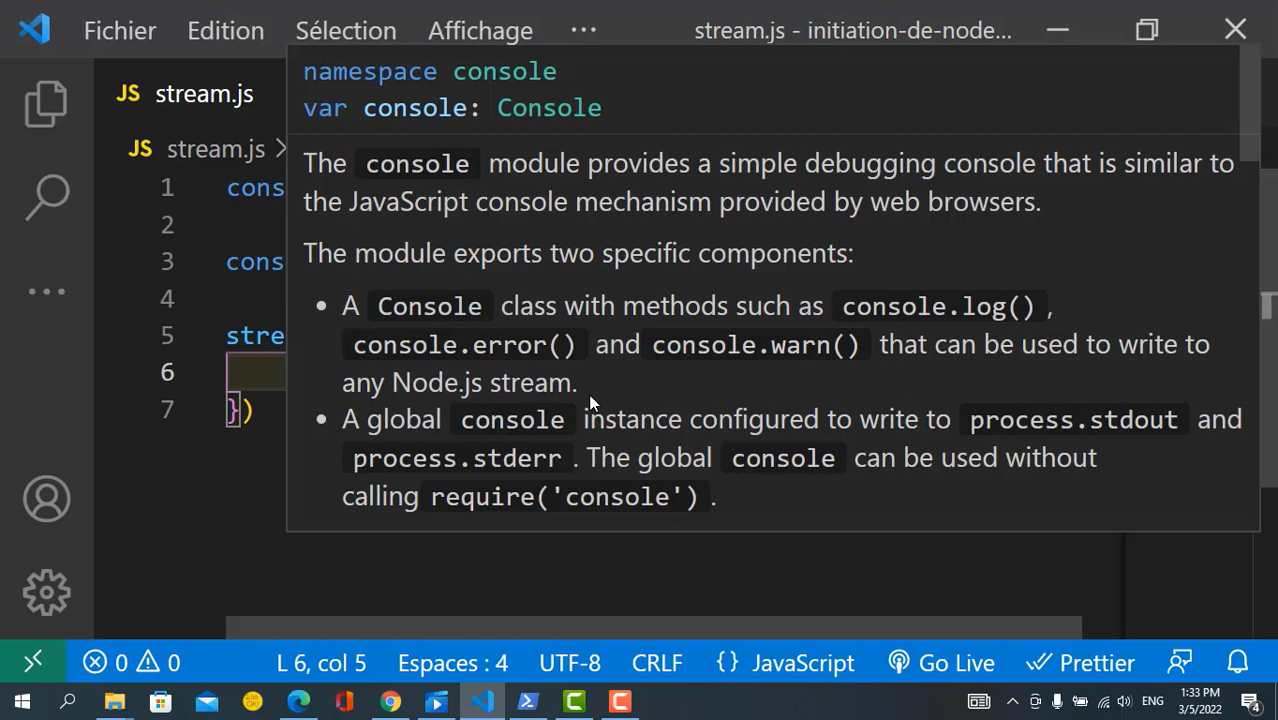 Fichier Edition Sélection Affichage ··· stream.js - initiation-de-node...
JS stream.js
JS stream.js
namespace console
var console: Console
The console module provides a simple debugging console that is similar to
the JavaScript console mechanism provided by web browsers.
The module exports two specific components:
• A Console class with methods such as console.log(),
console.error() and console.warn() that can be used to write to
any Node.js stream.
• A global console instance configured to write to process.stdout and
process.stderr. The global console can be used without
calling require('console').
1 cons
2
3 cons
4
5 stre
6
7 })
0 0 L 6, col 5 Espaces : 4 UTF-8 CRLF {} JavaScript Go Live Prettier
ENG 1:33 PM
3/5/2022 4